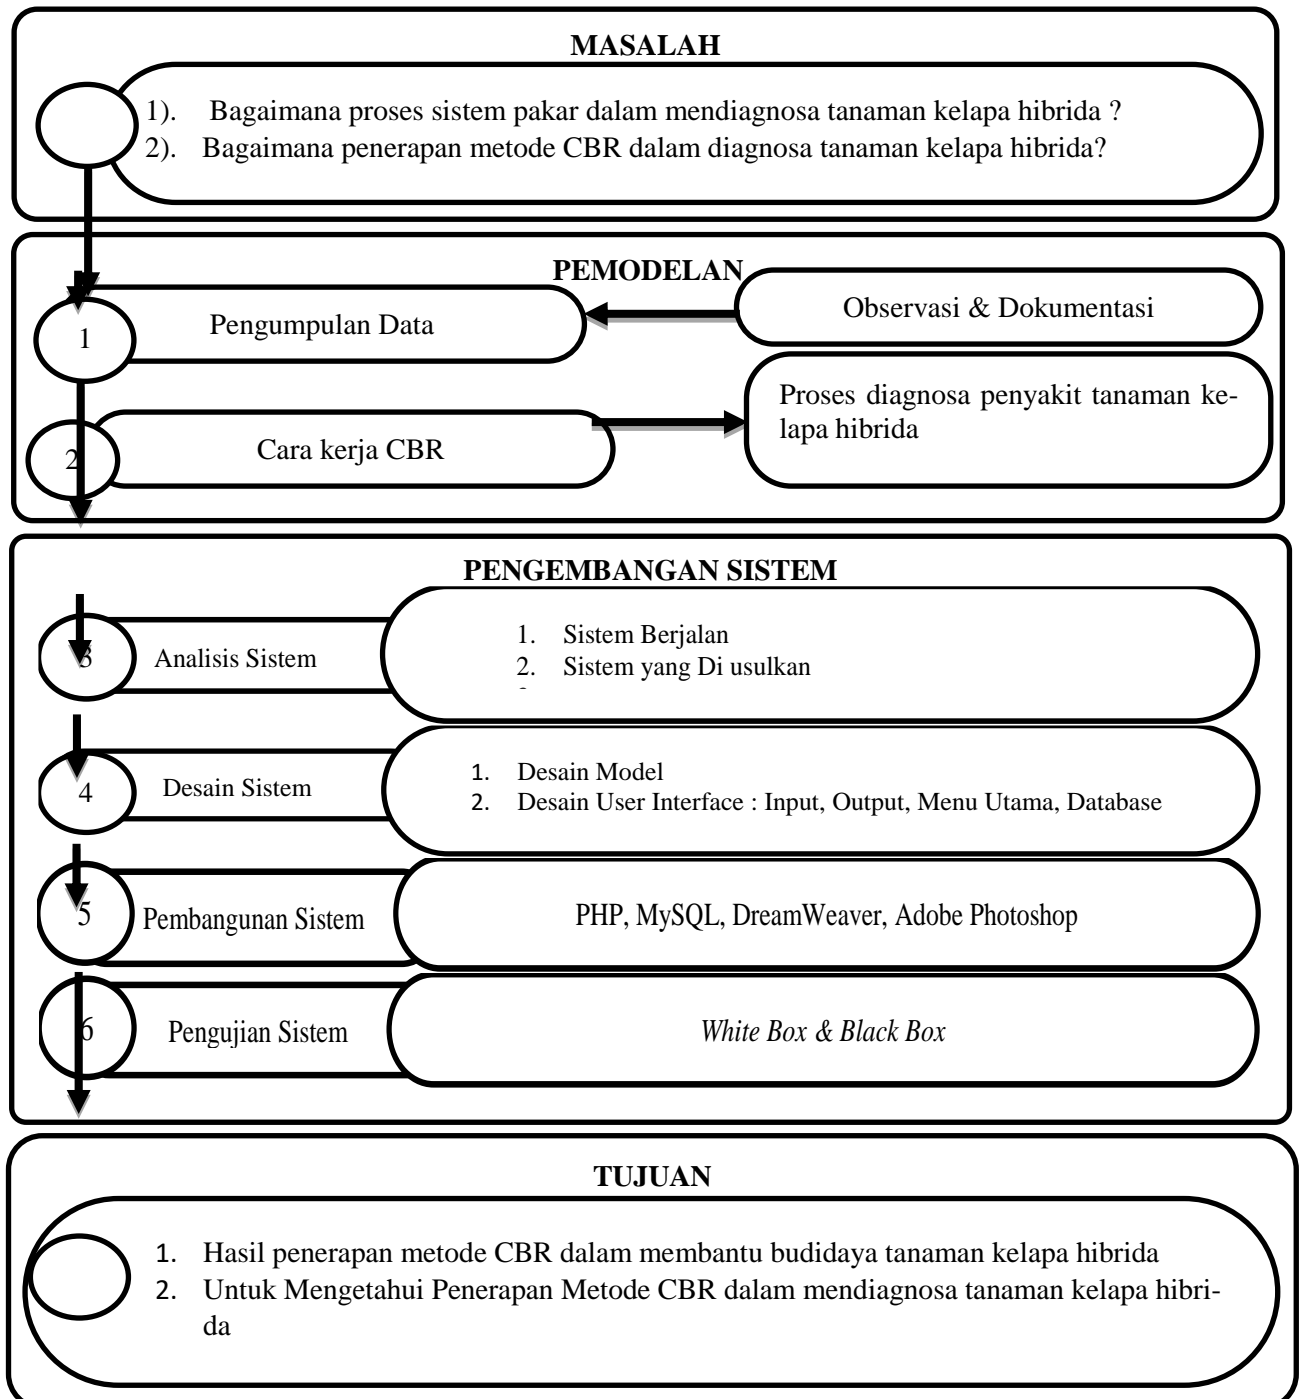 MASALAH
1). Bagaimana proses sistem pakar dalam mendiagnosa tanaman kelapa hibrida ?
2). Bagaimana penerapan metode CBR dalam diagnosa tanaman kelapa hibrida?
PEMODELAN
1
Pengumpulan Data
Observasi & Dokumentasi
2
Cara kerja CBR
Proses diagnosa penyakit tanaman ke-
lapa hibrida
PENGEMBANGAN SISTEM
3
Analisis Sistem
1. Sistem Berjalan
2. Sistem yang Di usulkan
4
Desain Sistem
1. Desain Model
2. Desain User Interface : Input, Output, Menu Utama, Database
5
Pembangunan Sistem
PHP, MySQL, DreamWeaver, Adobe Photoshop
6
Pengujian Sistem
White Box & Black Box
TUJUAN
1. Hasil penerapan metode CBR dalam membantu budidaya tanaman kelapa hibrida
2. Untuk Mengetahui Penerapan Metode CBR dalam mendiagnosa tanaman kelapa hibri-
da